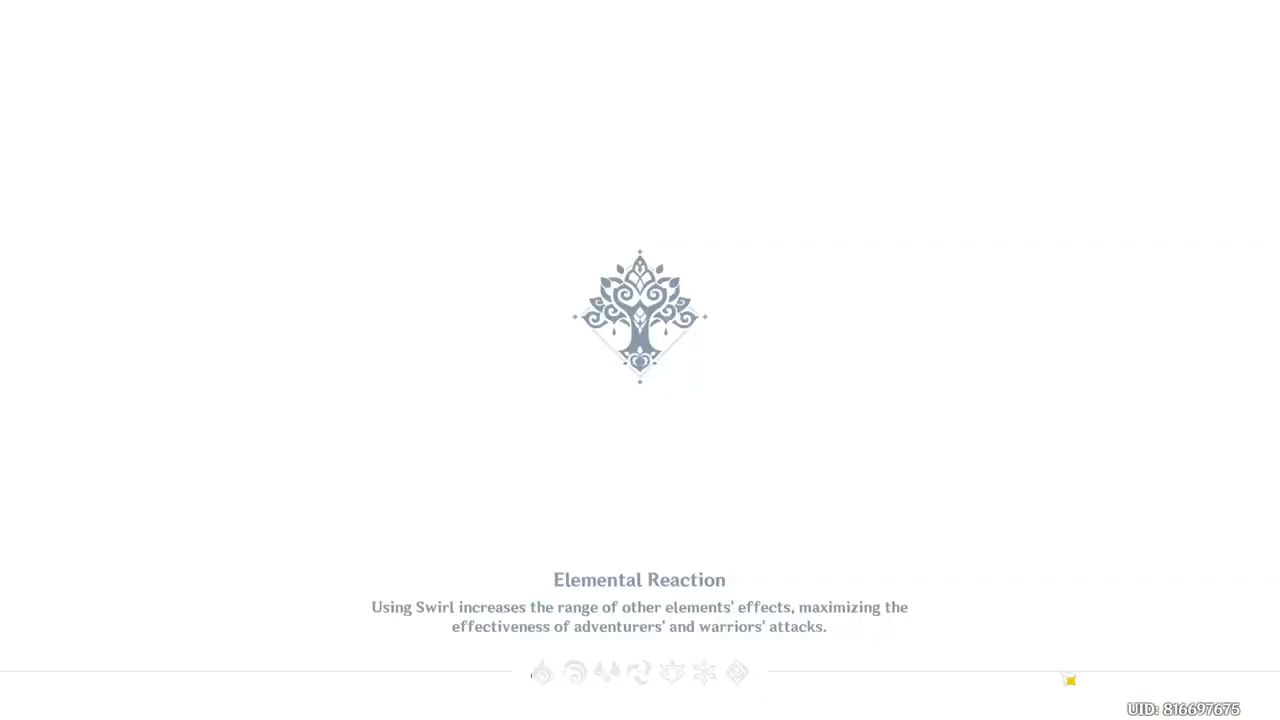 Elemental Reaction
Using Swirl increases the range of other elements' effects, maximizing the
effectiveness of adventurers' and warriors' attacks.
UID: 816697675